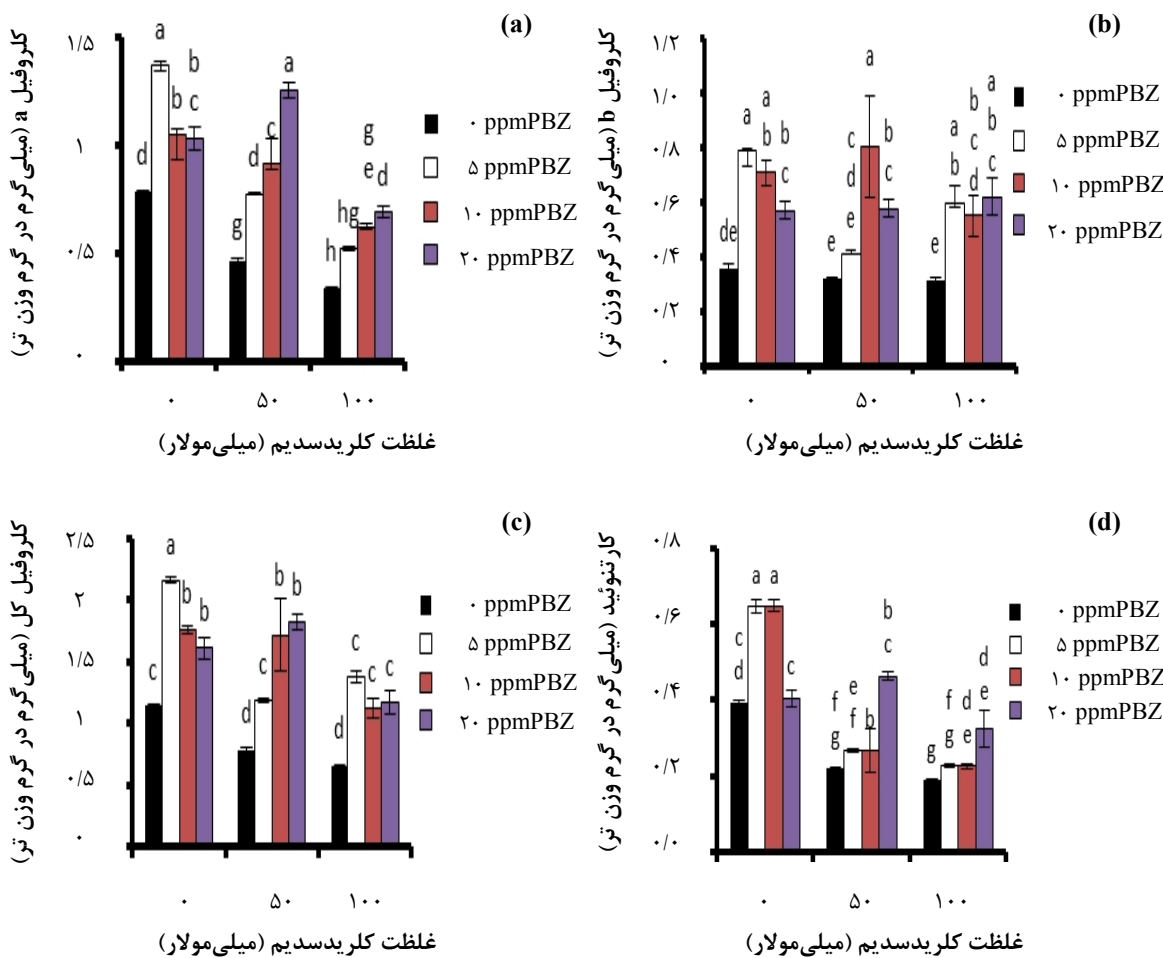 (a)
کلروفیل a (میلی‌گرم در گرم وزن تر)
۱/۵
۱
۰/۵
۰
d
a
b
b
c
g
d
c
a
h
hg
g
e
d
۰ ppmPBZ
۵ ppmPBZ
۱۰ ppmPBZ
۲۰ ppmPBZ
۰ ۵۰ ۱۰۰
غلظت کلریدسدیم (میلی‌مولار)
(b)
کلروفیل b (میلی‌گرم در گرم وزن تر)
۱/۲
۱/۰
۰/۸
۰/۶
۰/۴
۰/۲
۰
de
a
a
b
b
c
e
c
d
e
a
b
c
e
a
b
b
c
d
a
b
c
۰ ppmPBZ
۵ ppmPBZ
۱۰ ppmPBZ
۲۰ ppmPBZ
۰ ۵۰ ۱۰۰
غلظت کلریدسدیم (میلی‌مولار)
(c)
کلروفیل کل (میلی‌گرم در گرم وزن تر)
۲/۵
۲
۱/۵
۱
۰/۵
۰
c
a
b
b
d
c
b
b
d
c
c
c
۰ ppmPBZ
۵ ppmPBZ
۱۰ ppmPBZ
۲۰ ppmPBZ
۰ ۵۰ ۱۰۰
غلظت کلریدسدیم (میلی‌مولار)
(d)
کارتنوئید (میلی‌گرم در گرم وزن تر)
۰/۸
۰/۶
۰/۴
۰/۲
۰/۰
c
d
a
a
c
f
g
e
f
b
b
c
g
f
g
d
e
d
e
۰ ppmPBZ
۵ ppmPBZ
۱۰ ppmPBZ
۲۰ ppmPBZ
۰ ۵۰ ۱۰۰
غلظت کلریدسدیم (میلی‌مولار)